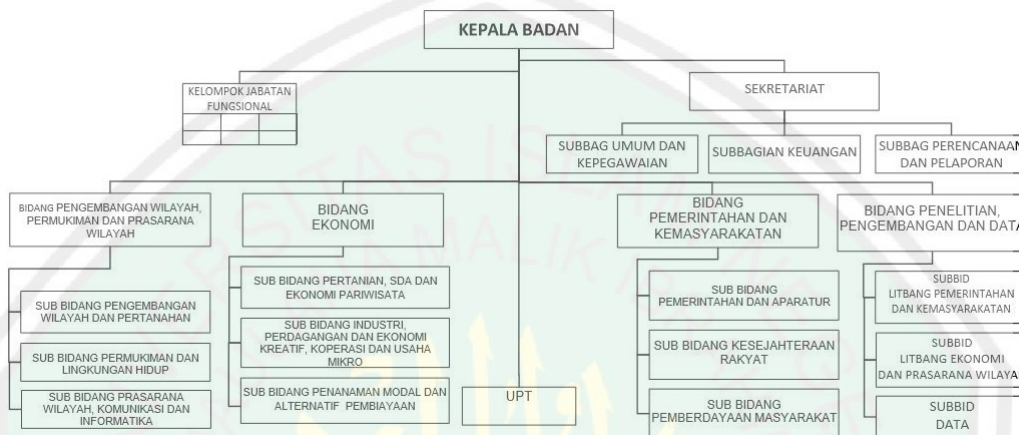 KEPALA BADAN
KELOMPOK JABATAN
FUNGSIONAL
SEKRETARIAT
SUBBAG UMUM DAN
KEPEGAWAIAN
SUBBAGIAN KEUANGAN
SUBBAG PERENCANAAN
DAN PELAPORAN
BIDANG PENGEMBANGAN WILAYAH,
PERMUKIMAN DAN PRASARANA
WILAYAH
BIDANG
EKONOMI
BIDANG
PEMERINTAHAN DAN
KEMASYARAKATAN
BIDANG PENELITIAN,
PENGEMBANGAN DAN DATA
SUB BIDANG PENGEMBANGAN
WILAYAH DAN PERTANAHAN
SUB BIDANG PERMUKIMAN DAN
LINGKUNGAN HIDUP
SUB BIDANG PRASARANA
WILAYAH, KOMUNIKASI DAN
INFORMATIKA
SUB BIDANG PERTANIAN, SDA DAN
EKONOMI PARIWISATA
SUB BIDANG INDUSTRI,
PERDAGANGAN DAN EKONOMI
KREATIF, KOPERASI DAN USAHA
MIKRO
SUB BIDANG PENANAMAN MODAL DAN
ALTERNATIF PEMBIAYAAN
UPT
SUB BIDANG
PEMERINTAHAN DAN APARATUR
SUB BIDANG KESEJAHTERAAN
RAKYAT
SUB BIDANG
PEMBERDAYAAN MASYARAKAT
SUBBID
LITBANG PEMERINTAHAN
DAN KEMASYARAKATAN
SUBBID
LITBANG EKONOMI
DAN PRASARANA WILAYA
SUBBID
DATA